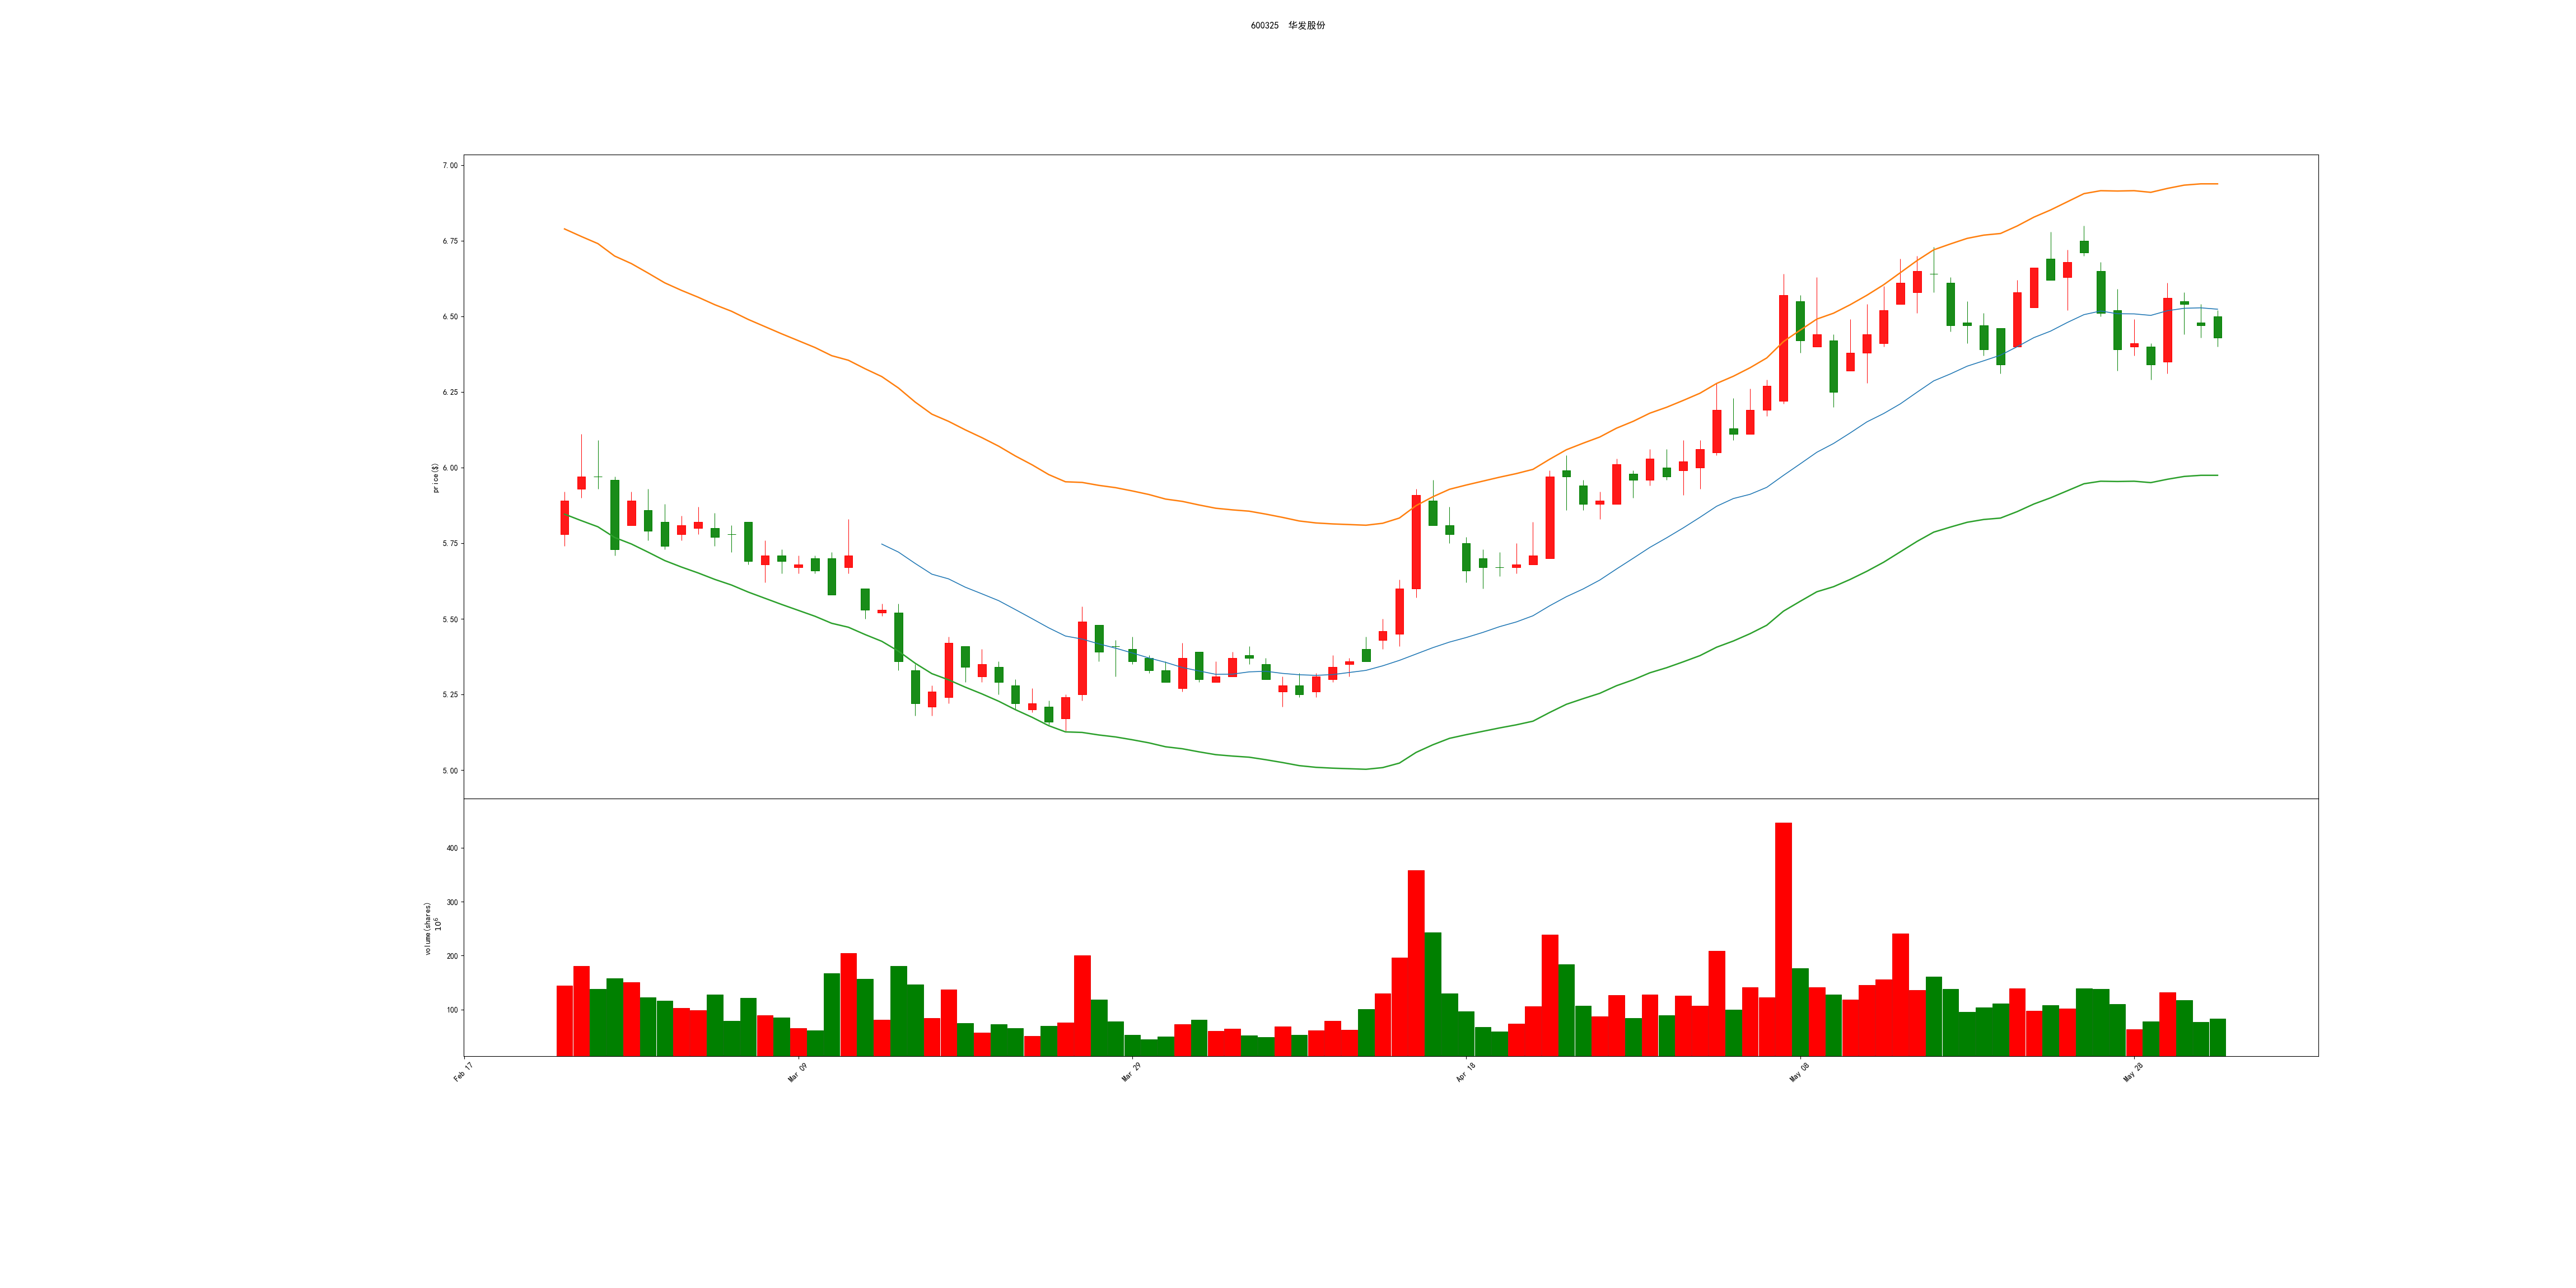 600325 华发股份
7.00
6.75
6.50
6.25
6.00
5.75
5.50
5.25
5.00
price($)
400
300
200
100
volume(shares)
10^6
Feb 17
Mar 09
Mar 29
Apr 18
May 08
May 28